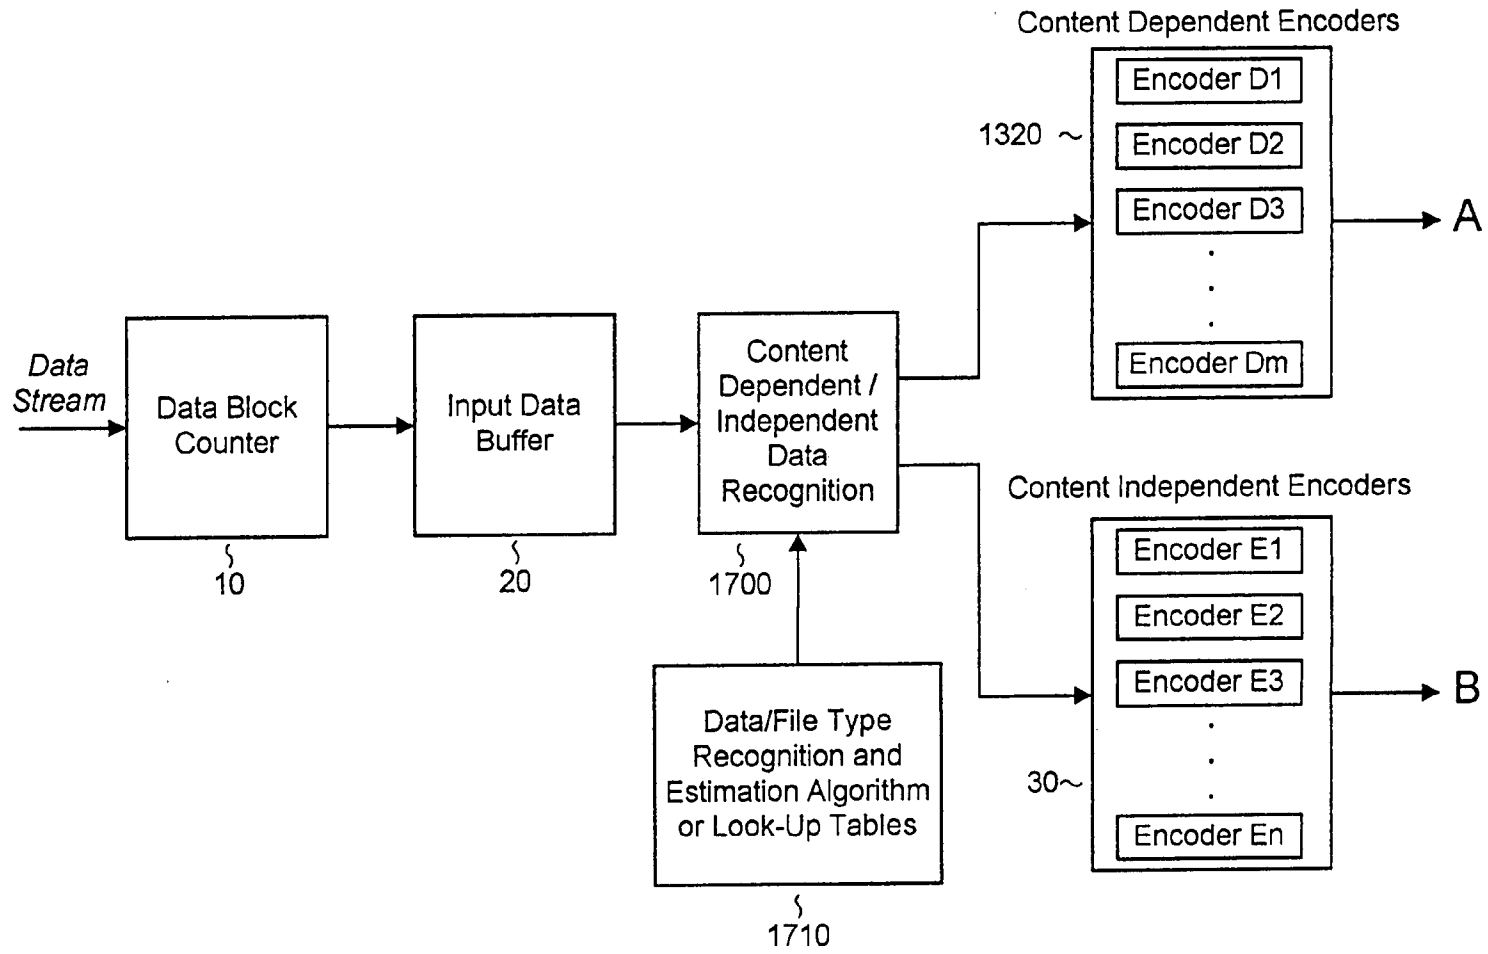 Content Dependent Encoders
Encoder D1
1320
Encoder D2
Encoder D3
A
Encoder Dm
Data
Stream
Data Block
Counter
10
Input Data
Buffer
20
Content
Dependent /
Independent
Data
Recognition
1700
Data/File Type
Recognition and
Estimation Algorithm
or Look-Up Tables
1710
Content Independent Encoders
Encoder E1
Encoder E2
Encoder E3
B
30
Encoder En